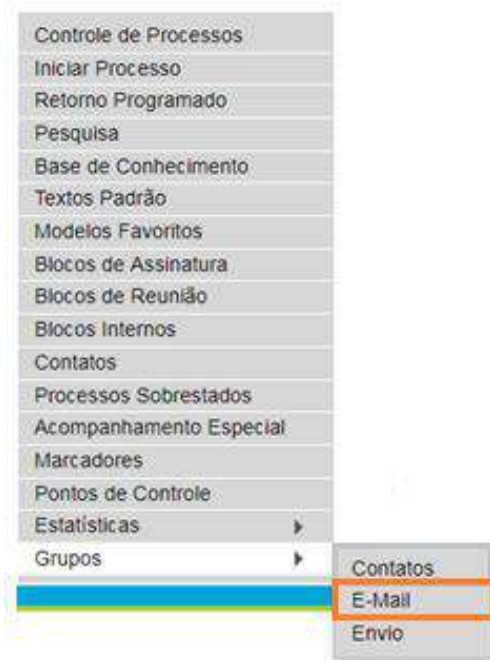 Controle de Processos
Iniciar Processo
Retorno Programado
Pesquisa
Base de Conhecimento
Textos Padrão
Modelos Favoritos
Blocos de Assinatura
Blocos de Reunião
Blocos Internos
Contatos
Processos Sobrestados
Acompanhamento Especial
Marcadores
Pontos de Controle
Estatísticas
Grupos
Contatos
E-Mail
Envio